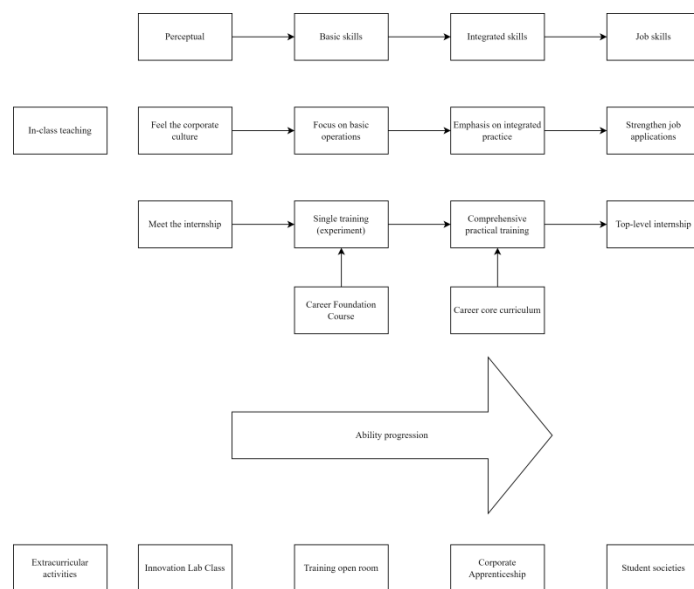 Perceptual
Basic skills
Integrated skills
Job skills
In-class teaching
Feel the corporate
culture
Focus on basic
operations
Emphasis on integrated
practice
Strengthen job
applications
Meet the internship
Single training
(experiment)
Comprehensive
practical training
Top-level internship
Career Foundation
Course
Career core curriculum
Ability progression
Extracurricular
activities
Innovation Lab Class
Training open room
Corporate
Apprenticeship
Student societies